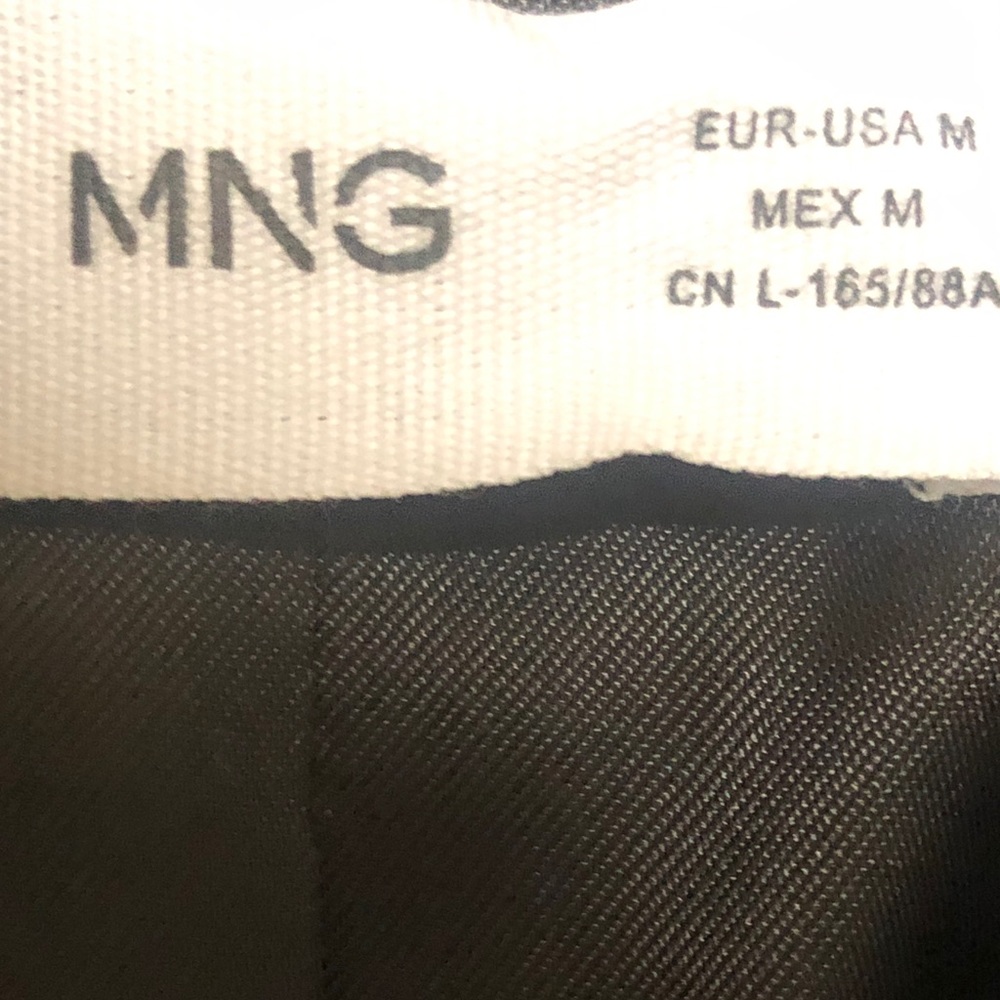 MNG
EUR-USA M
MEX M
CN L-165/88A